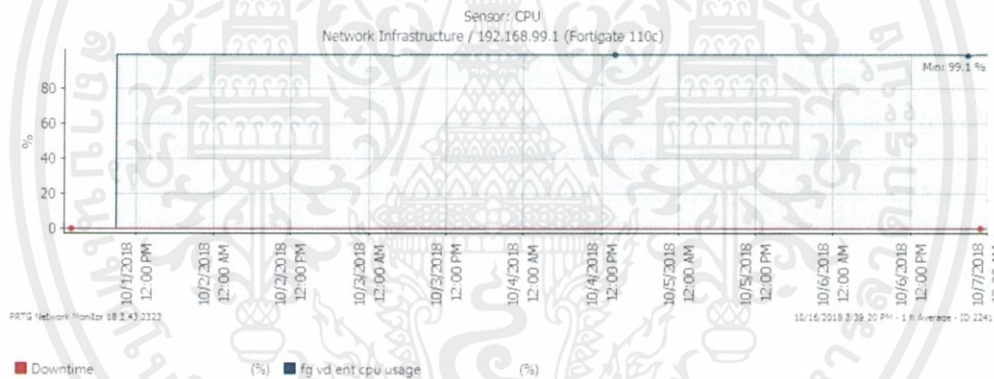 Sensor: CPU
Network Infrastructure / 192.168.99.1 (Fortigate 110c)
Min: 99.1 %
80
60
40
20
0
%
10/1/2018 12:00 PM
10/2/2018 12:00 AM
10/2/2018 12:00 PM
10/3/2018 12:00 AM
10/3/2018 12:00 PM
10/4/2018 12:00 AM
10/4/2018 12:00 PM
10/5/2018 12:00 AM
10/5/2018 12:00 PM
10/6/2018 12:00 AM
10/6/2018 12:00 PM
10/7/2018
PRTG Network Monitor 18.3.43.2323
10/16/2018 3:39:20 PM - 1 h Average - ID 2241
Downtime (%) fg vd ent cpu usage (%)